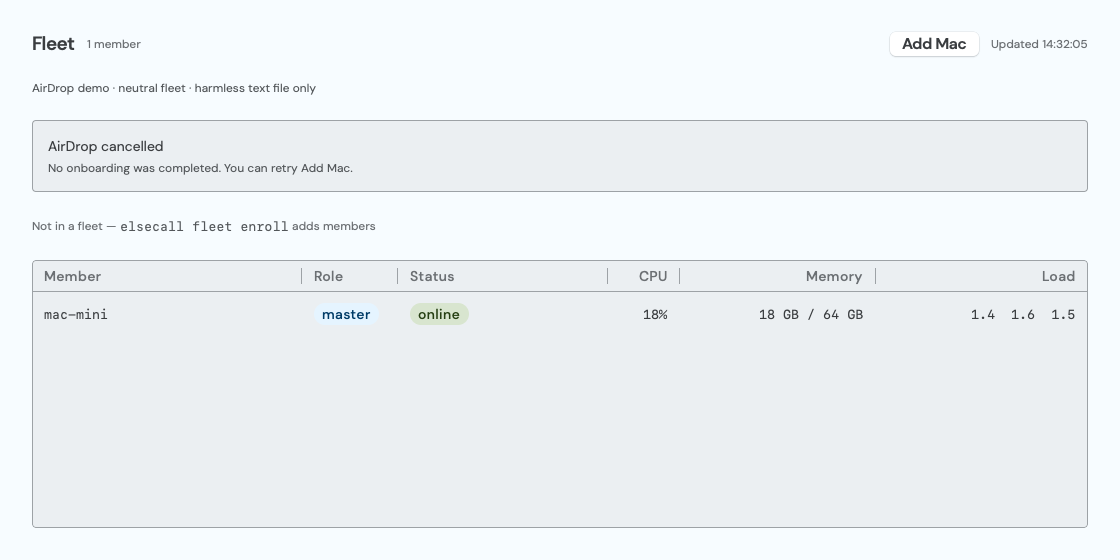 Fleet 1 member Add Mac Updated 14:32:05
AirDrop demo · neutral fleet · harmless text file only
AirDrop cancelled
No onboarding was completed. You can retry Add Mac.
Not in a fleet — elsecall fleet enroll adds members
Member Role Status CPU Memory Load
mac-mini master online 18% 18 GB / 64 GB 1.4 1.6 1.5